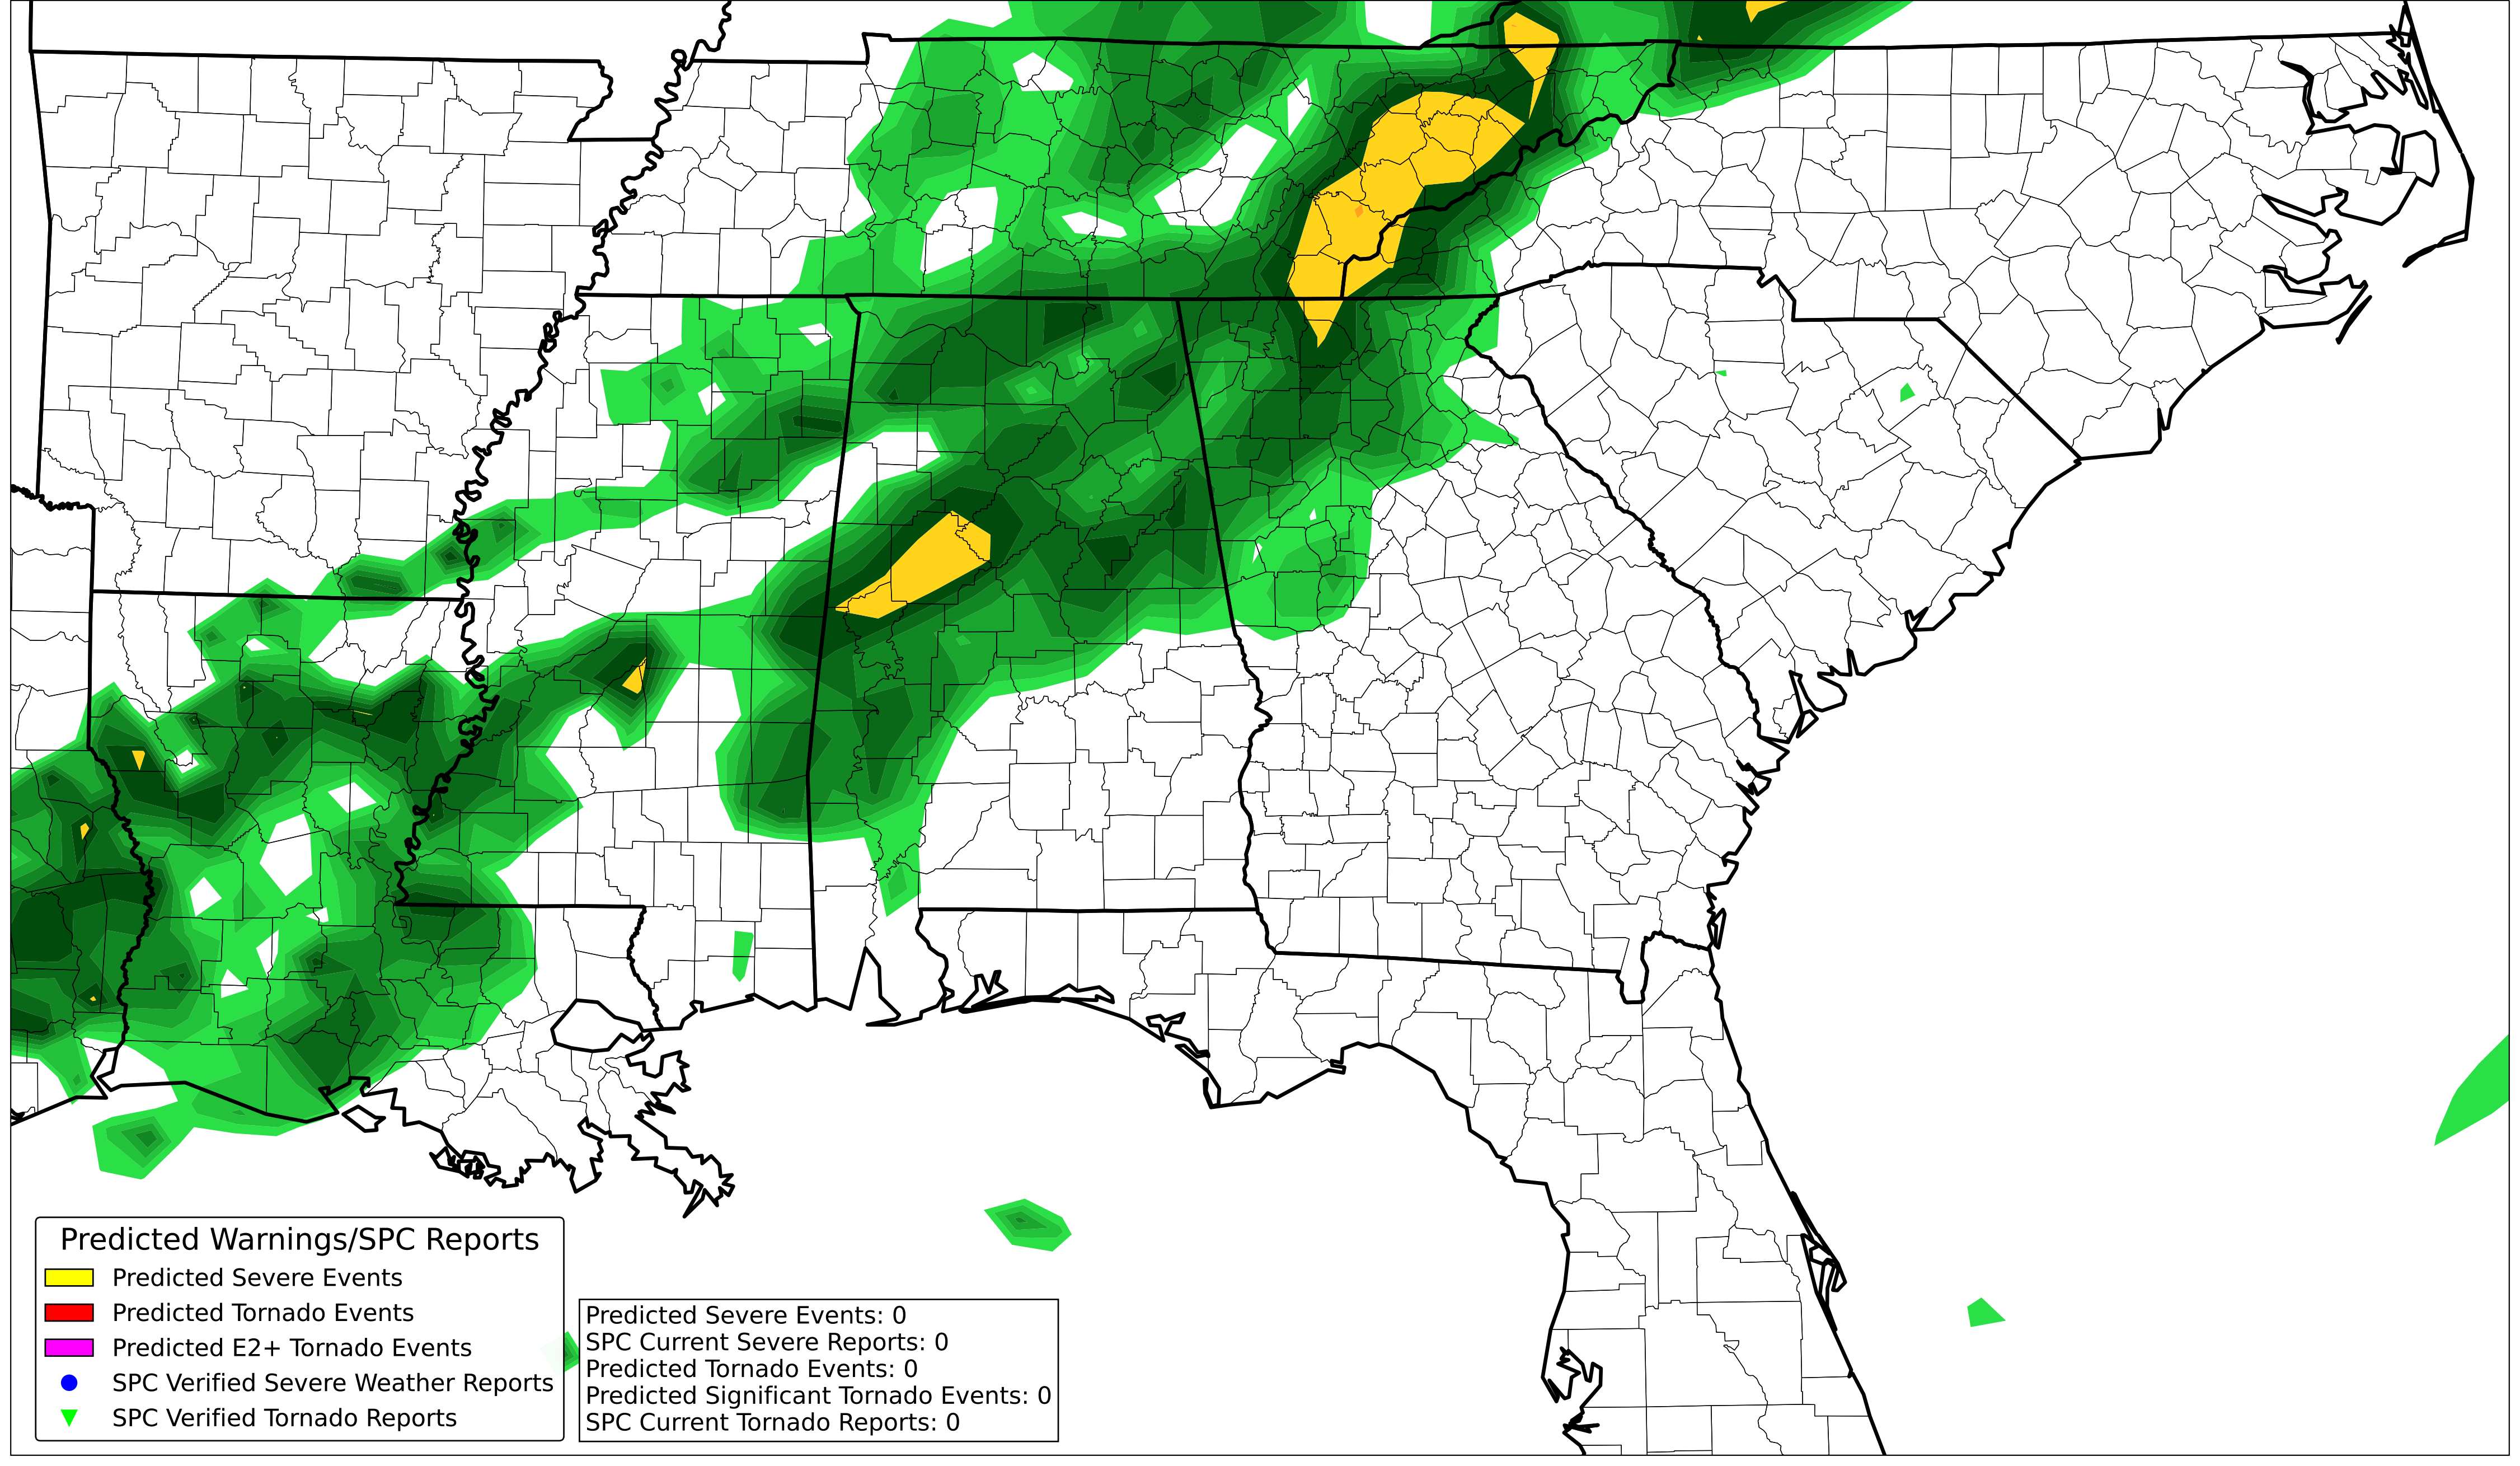 Predicted Warnings/SPC Reports
Predicted Severe Events
Predicted Tornado Events
Predicted E2+ Tornado Events
SPC Verified Severe Weather Reports
SPC Verified Tornado Reports
Predicted Severe Events: 0
SPC Current Severe Reports: 0
Predicted Tornado Events: 0
Predicted Significant Tornado Events: 0
SPC Current Tornado Reports: 0